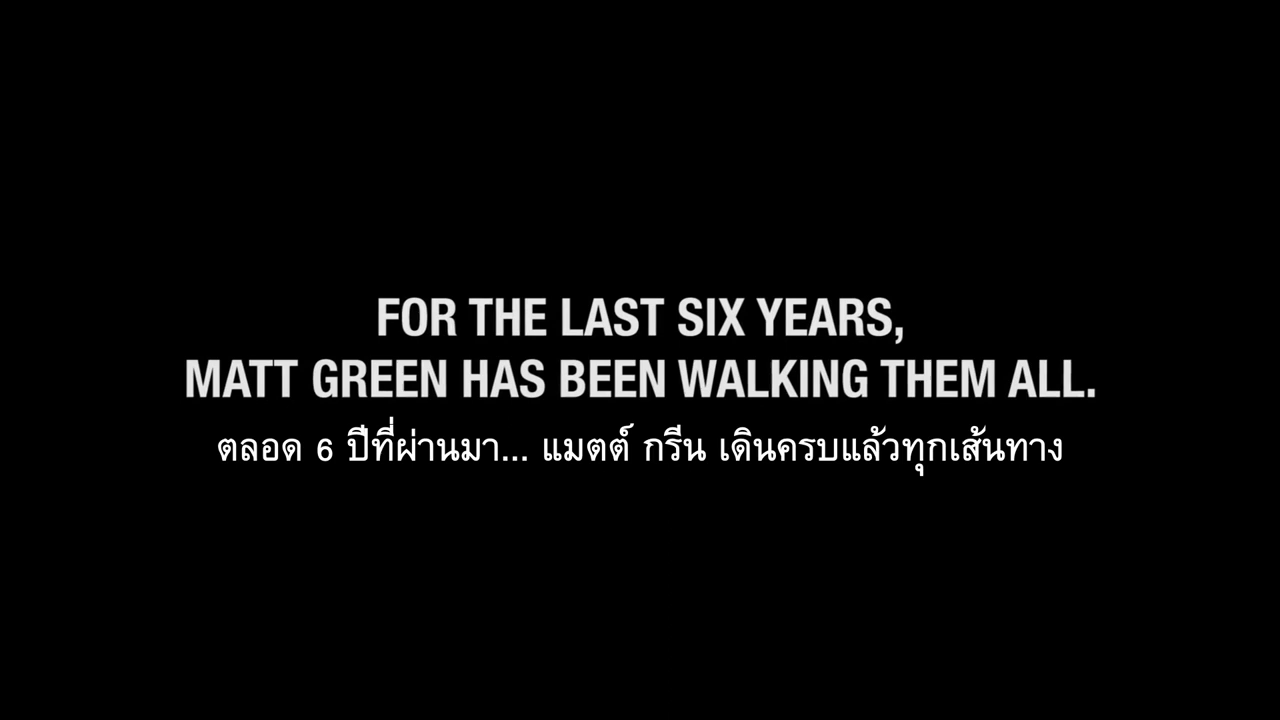 FOR THE LAST SIX YEARS,
MATT GREEN HAS BEEN WALKING THEM ALL.
ตลอด 6 ปีที่ผ่านมา... แมตต์ กรีน เดินครบแล้วทุกเส้นทาง